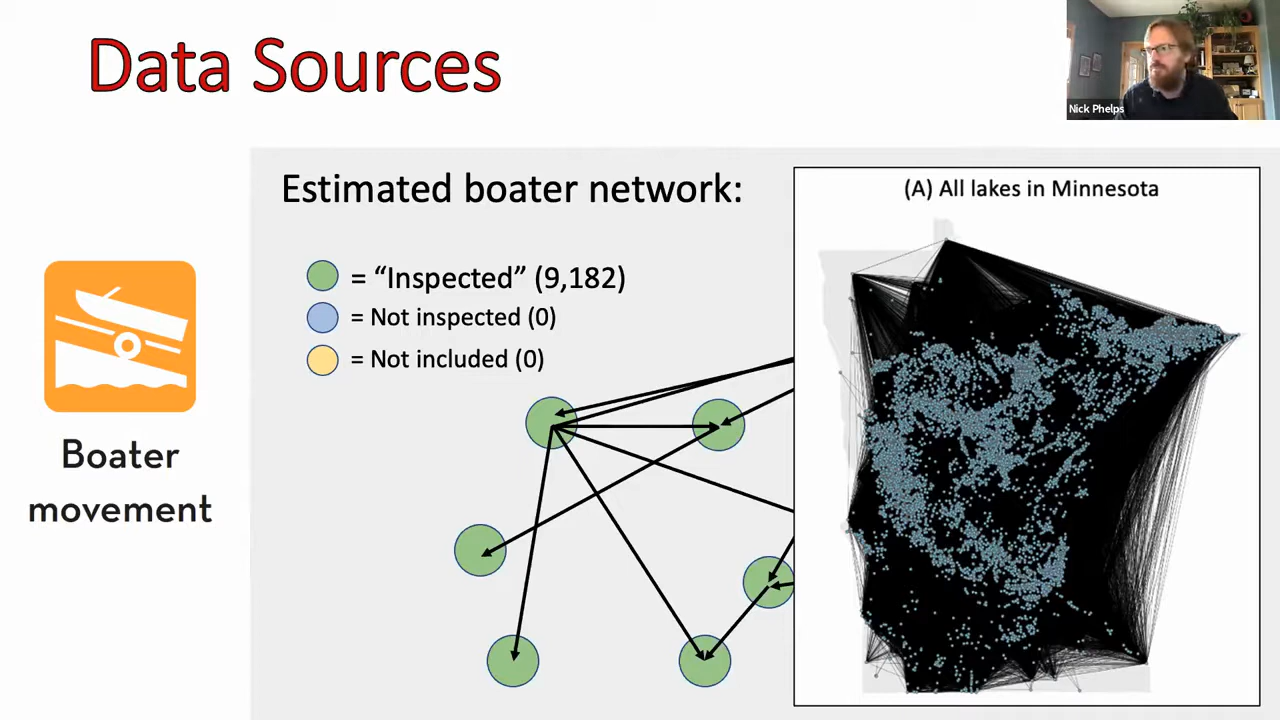 Data Sources
Nick Phelps
Estimated boater network:
(A) All lakes in Minnesota
= “Inspected” (9,182)
= Not inspected (0)
= Not included (0)
Boater
movement